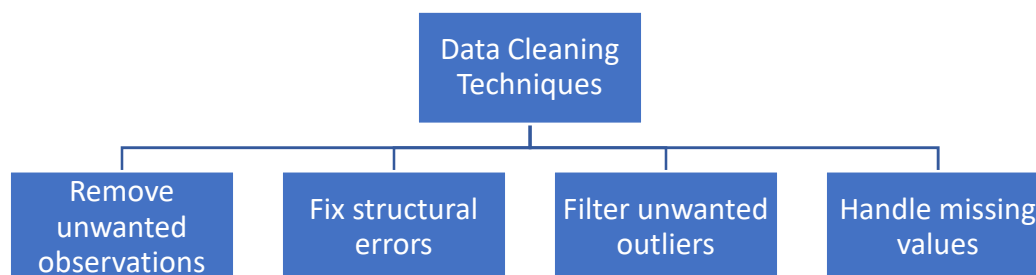 Data Cleaning
Techniques
Remove
unwanted
observations
Fix structural
errors
Filter unwanted
outliers
Handle missing
values